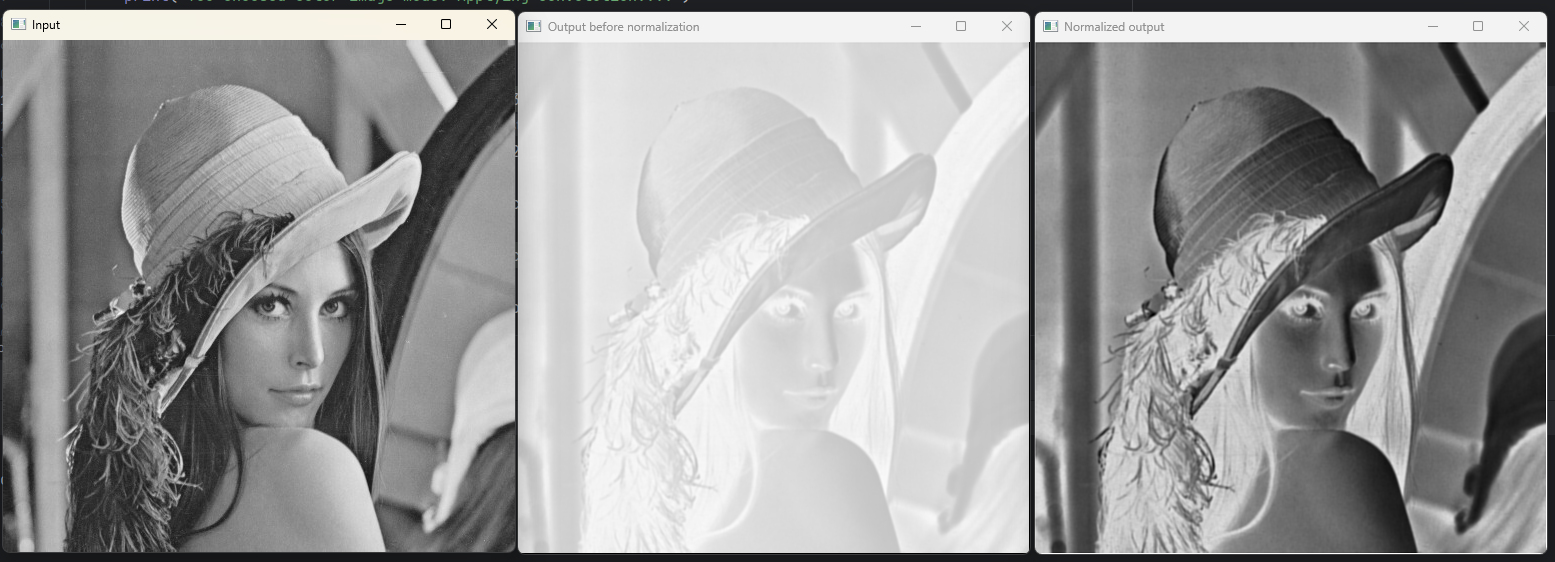 Input
Output before normalization
Normalized output